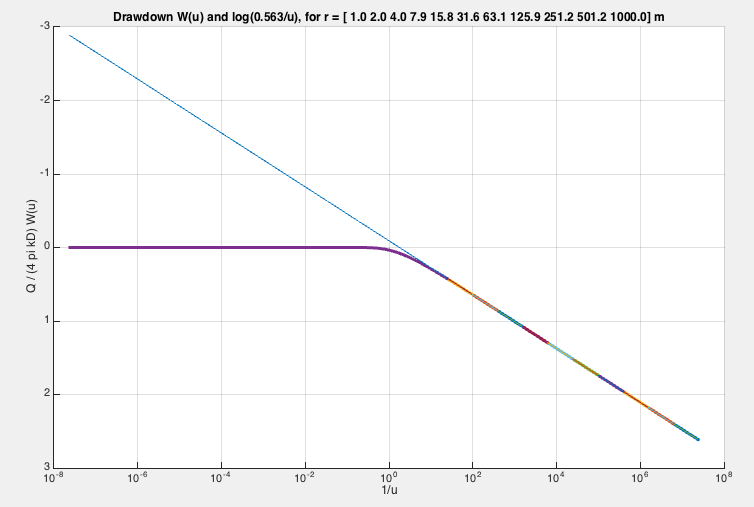 Drawdown W(u) and log(0.563/u), for r = [ 1.0 2.0 4.0 7.9 15.8 31.6 63.1 125.9 251.2 501.2 1000.0] m
-3
-2
-1
0
1
2
3
Q / (4 pi kD) W(u)
10^-8 10^-6 10^-4 10^-2 10^0 10^2 10^4 10^6 10^8
1/u